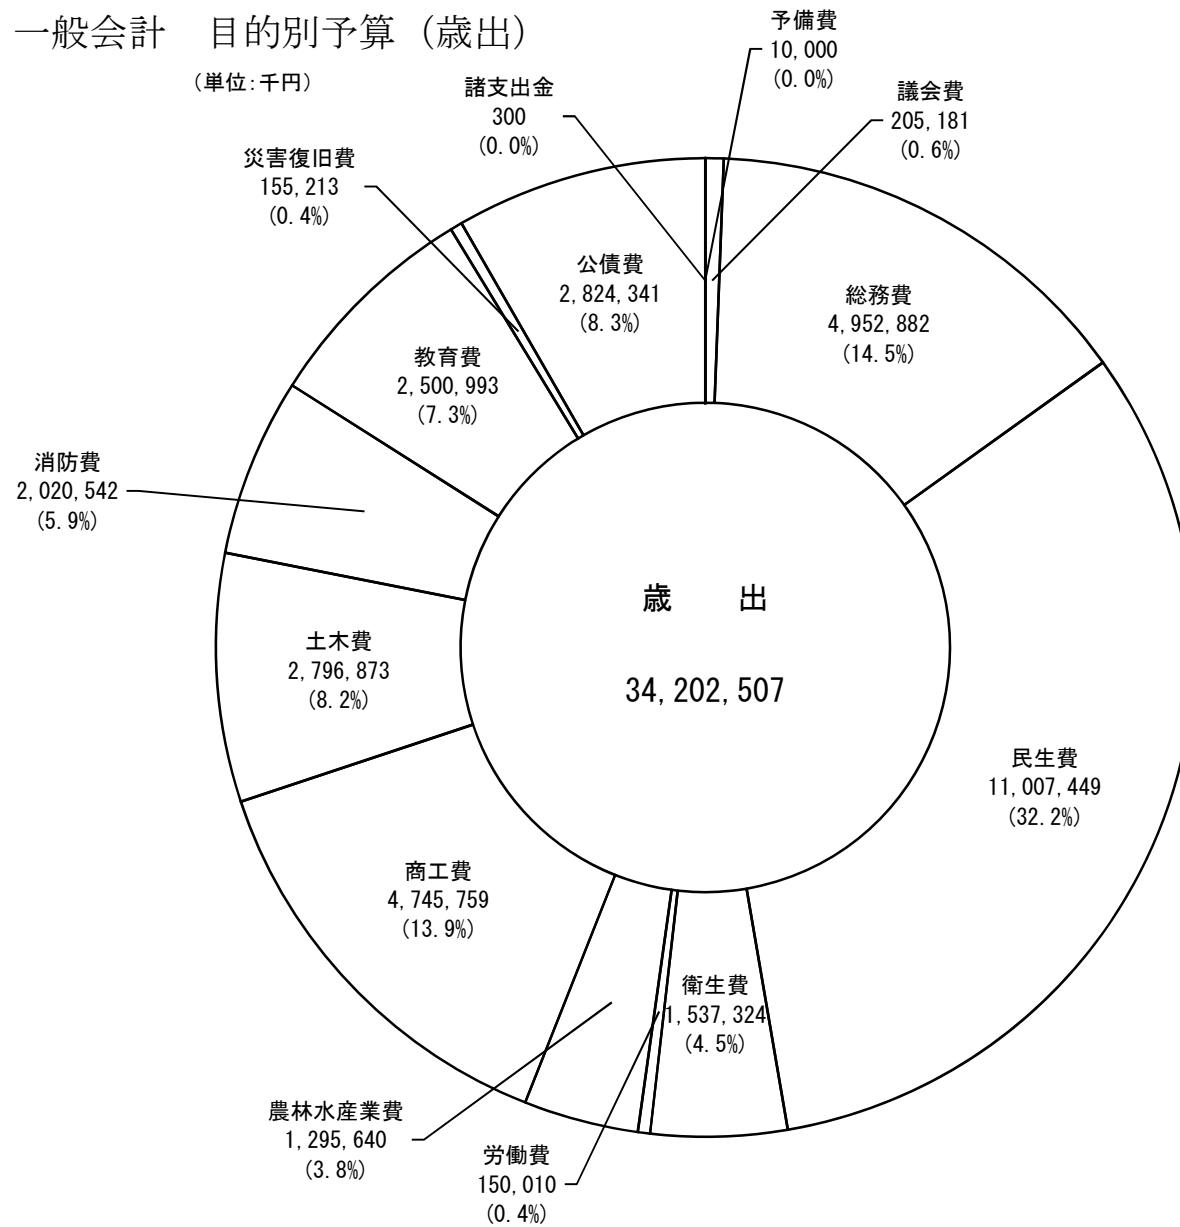 一般会計　目的別予算（歳出）
（単位：千円）
予備費
10,000
(0.0%)
議会費
205,181
(0.6%)
諸支出金
300
(0.0%)
災害復旧費
155,213
(0.4%)
公債費
2,824,341
(8.3%)
総務費
4,952,882
(14.5%)
教育費
2,500,993
(7.3%)
消防費
2,020,542
(5.9%)
歳　出
34,202,507
土木費
2,796,873
(8.2%)
民生費
11,007,449
(32.2%)
商工費
4,745,759
(13.9%)
衛生費
1,537,324
(4.5%)
農林水産業費
1,295,640
(3.8%)
労働費
150,010
(0.4%)